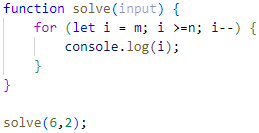 function solve(input) {
    for (let i = m; i >=n; i--) {
        console.log(i);
    }
}

solve(6,2);